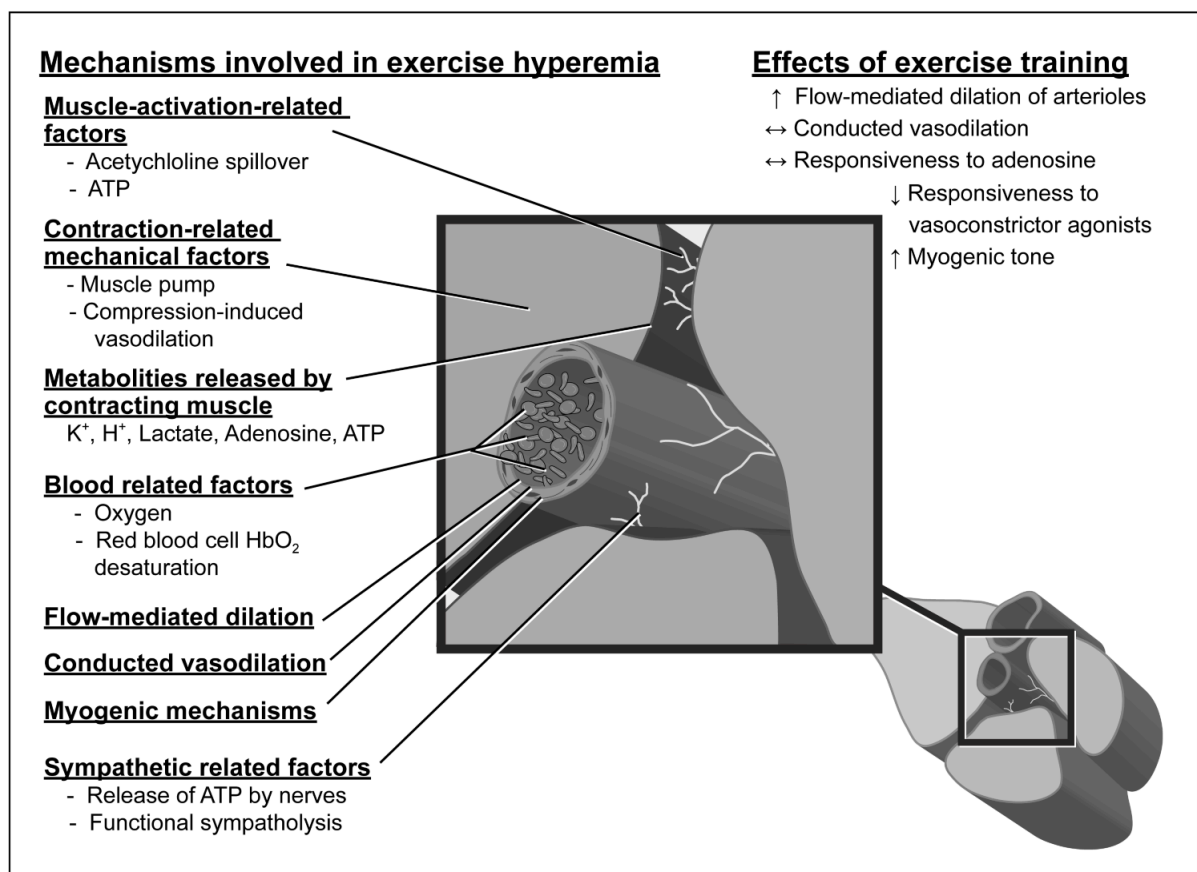 Mechanisms involved in exercise hyperemia
Muscle-activation-related
factors
- Acetychloline spillover
- ATP
Contraction-related
mechanical factors
- Muscle pump
- Compression-induced
vasodilation
Metabolities released by
contracting muscle
K⁺, H⁺, Lactate, Adenosine, ATP
Blood related factors
- Oxygen
- Red blood cell HbO₂
desaturation
Flow-mediated dilation
Conducted vasodilation
Myogenic mechanisms
Sympathetic related factors
- Release of ATP by nerves
- Functional sympatholysis
Effects of exercise training
↑ Flow-mediated dilation of arterioles
↔ Conducted vasodilation
↔ Responsiveness to adenosine
↓ Responsiveness to
vasoconstrictor agonists
↑ Myogenic tone